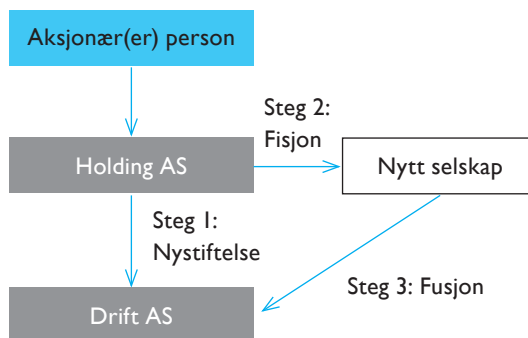 Aksjonær(er) person
Steg 2:
Fisjon
Holding AS
Nytt selskap
Steg 1:
Nystiftelse
Steg 3: Fusjon
Drift AS